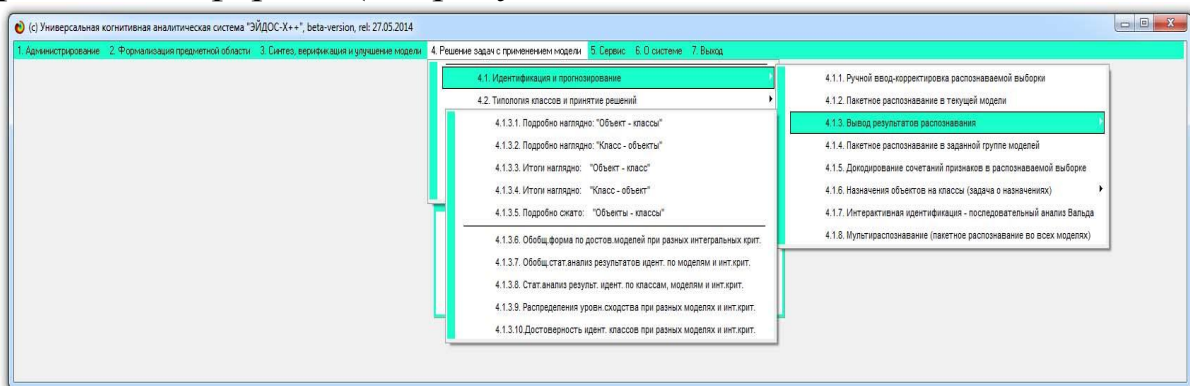 (c) Универсальная когнитивная аналитическая система "ЭЙДОС-X++", beta-version, rel: 27.05.2014
1. Администрирование 2. Формализация предметной области 3. Синтез, верификация и улучшение модели 4. Решение задач с применением модели 5. Сервис 6. О системе 7. Выход
4.1. Идентификация и прогнозирование
4.2. Типология классов и принятие решений
4.1.3.1. Подробно наглядно: "Объект - классы"
4.1.3.2. Подробно наглядно: "Класс - объекты"
4.1.3.3. Итоги наглядно: "Объект - класс"
4.1.3.4. Итоги наглядно: "Класс - объект"
4.1.3.5. Подробно сжато: "Объекты - классы"
4.1.3.6. Обобщ.форма по достов.моделей при разных интегральных крит.
4.1.3.7. Обобщ.стат.анализ результатов идент. по моделям и инт.крит.
4.1.3.8. Стат.анализ результ. идент. по классам, моделям и инт.крит.
4.1.3.9. Распределения уровн.сходства при разных моделях и инт.крит.
4.1.3.10.Достоверность идент. классов при разных моделях и инт.крит.
4.1.1. Ручной ввод-корректировка распознаваемой выборки
4.1.2. Пакетное распознавание в текущей модели
4.1.3. Вывод результатов распознавания
4.1.4. Пакетное распознавание в заданной группе моделей
4.1.5. Докодирование сочетаний признаков в распознаваемой выборке
4.1.6. Назначения объектов на классы (задача о назначениях)
4.1.7. Интерактивная идентификация - последовательный анализ Вальда
4.1.8. Мультираспознавание (пакетное распознавание во всех моделях)